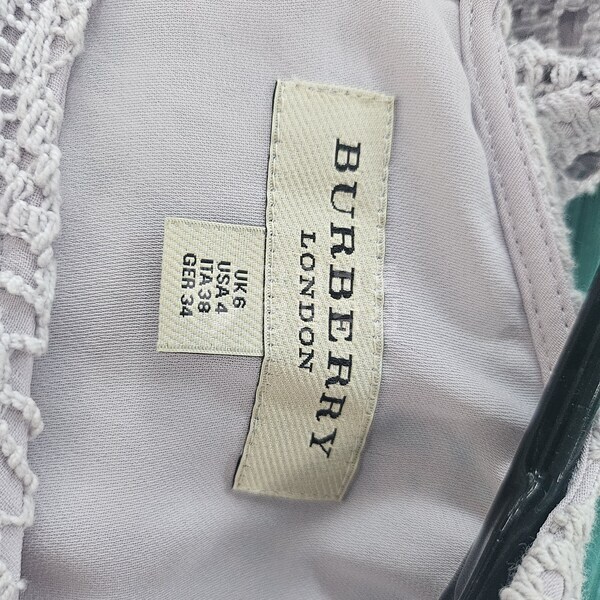 BURBERRY
LONDON
UK 6
USA 4
ITA 38
GER 34